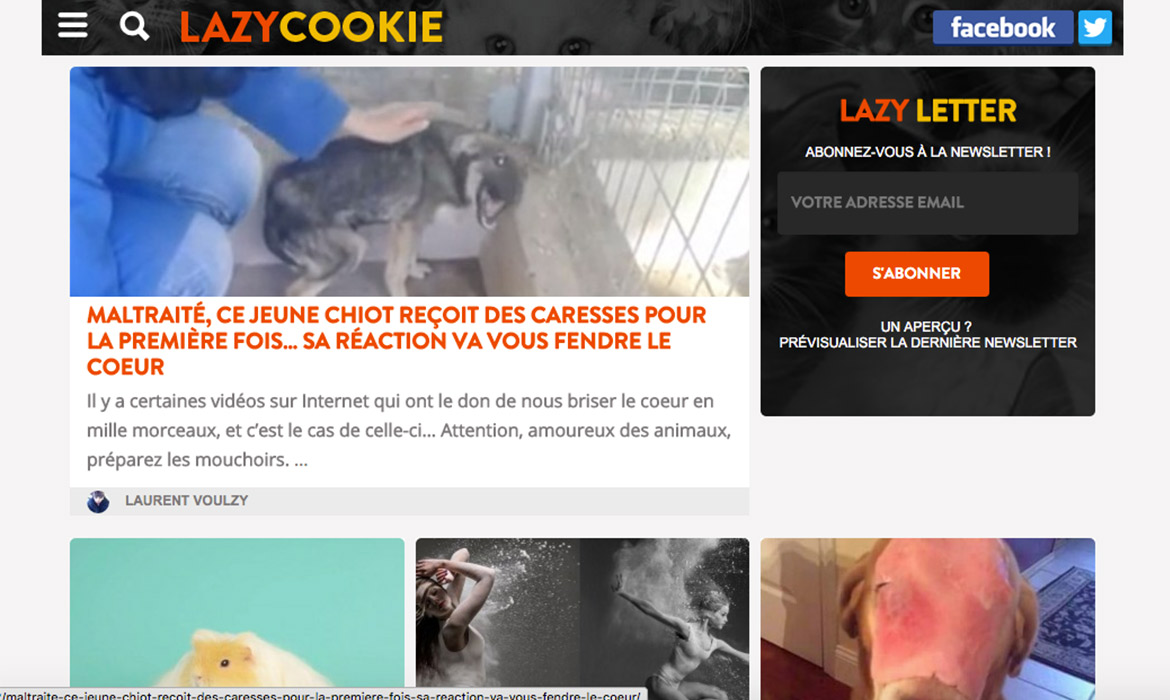 LAZYCOOKIE
facebook
LAZY LETTER
ABONNEZ-VOUS À LA NEWSLETTER !
VOTRE ADRESSE EMAIL
S'ABONNER
UN APERÇU ?
PRÉVISUALISER LA DERNIÈRE NEWSLETTER
MALTRAITÉ, CE JEUNE CHIOT REÇOIT DES CARESSES POUR
LA PREMIÈRE FOIS... SA RÉACTION VA VOUS FENDRE LE
COEUR
Il y a certaines vidéos sur Internet qui ont le don de nous briser le coeur en
mille morceaux, et c'est le cas de celle-ci... Attention, amoureux des animaux,
préparez les mouchoirs. ...
LAURENT VOULZY
/maltraite-ce-jeune-chiot-recoit-des-caresses-pour-la-premiere-fois-sa-reaction-va-vous-fendre-le-coeur/